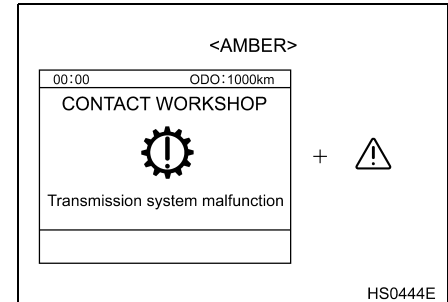 <AMBER>
00:00 ODO:1000km
CONTACT WORKSHOP
Transmission system malfunction
+
HS0444E